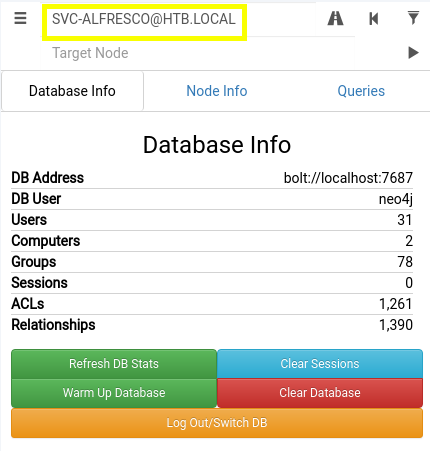 SVC-ALFRESCO@HTB.LOCAL
Target Node
Database Info Node Info Queries
Database Info
DB Address bolt://localhost:7687
DB User neo4j
Users 31
Computers 2
Groups 78
Sessions 0
ACLs 1,261
Relationships 1,390
Refresh DB Stats Clear Sessions
Warm Up Database Clear Database
Log Out/Switch DB